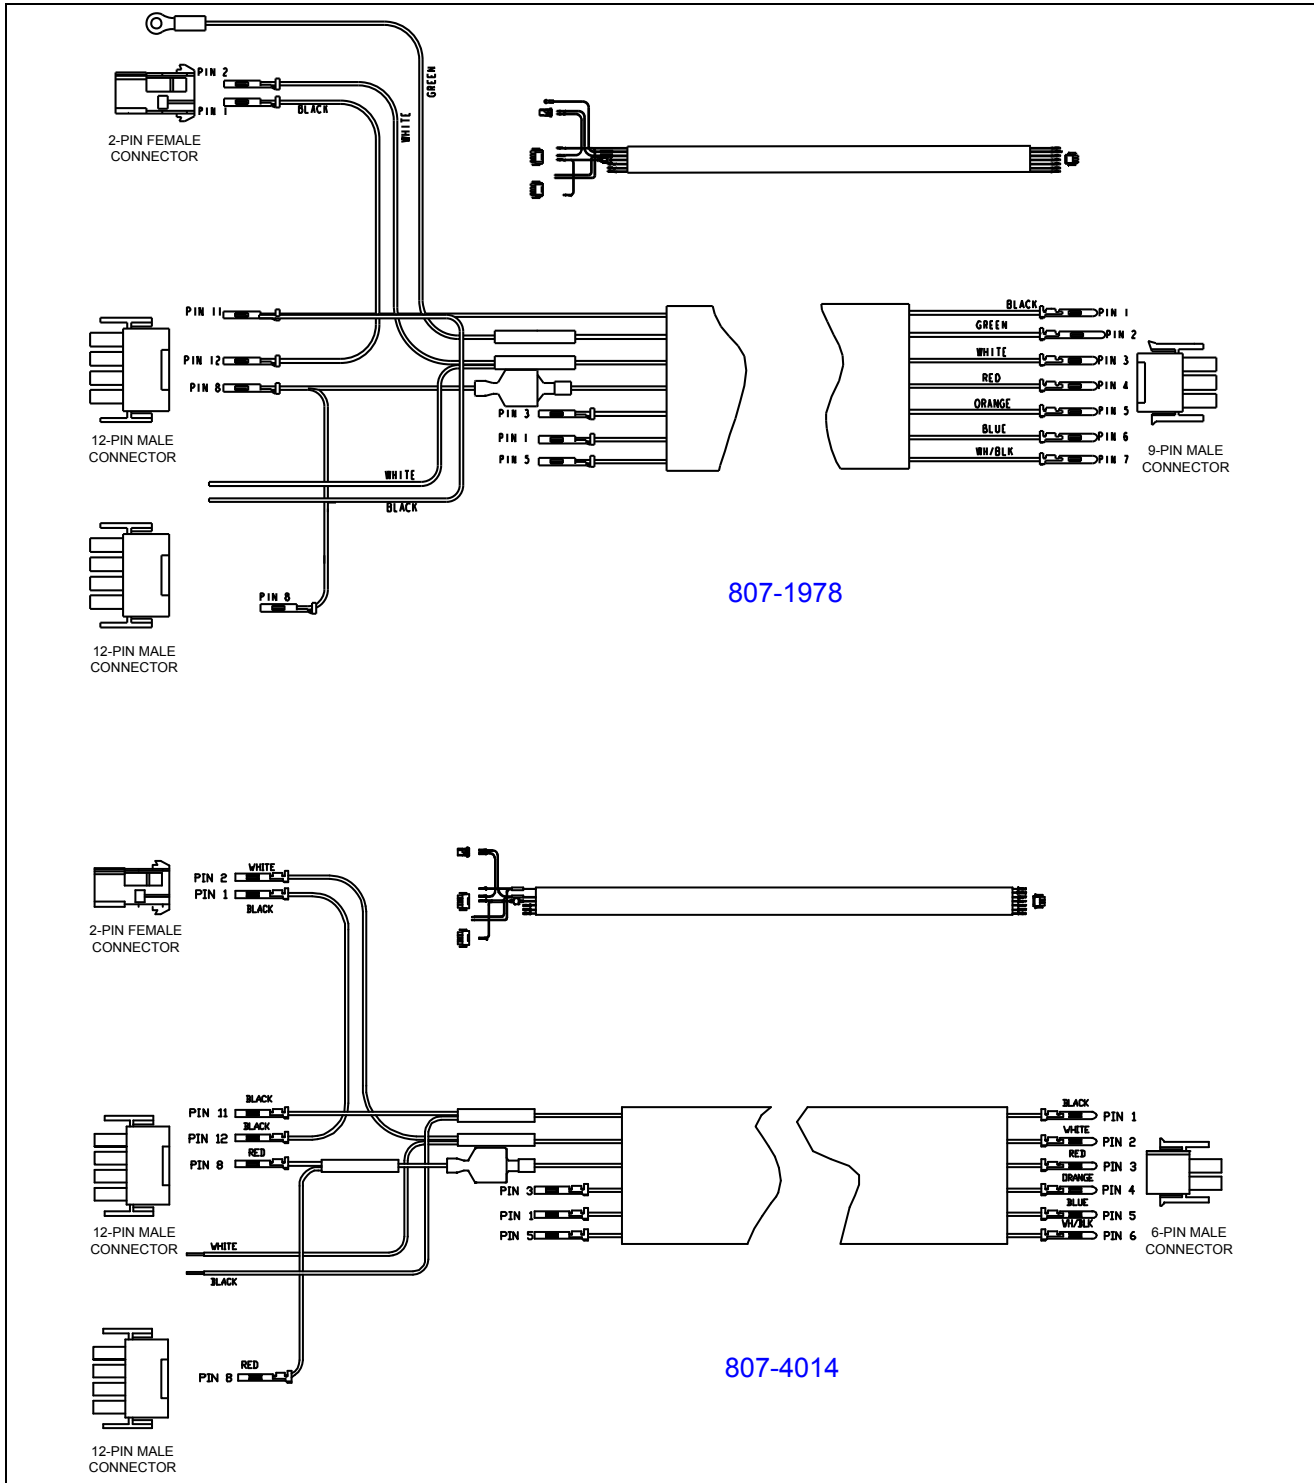 GREEN
PIN 2
WHITE
PIN 1
BLACK
2-PIN FEMALE
CONNECTOR
PIN 11
PIN 12
PIN 8
12-PIN MALE
CONNECTOR
PIN 3
PIN 1
PIN 5
WHITE
BLACK
BLACK
PIN 1
GREEN
PIN 2
WHITE
PIN 3
RED
PIN 4
ORANGE
PIN 5
BLUE
PIN 6
WH/BLK
PIN 7
9-PIN MALE
CONNECTOR
PIN 8
12-PIN MALE
CONNECTOR
807-1978
WHITE
PIN 2
PIN 1
BLACK
2-PIN FEMALE
CONNECTOR
BLACK
PIN 11
BLACK
PIN 12
RED
PIN 8
12-PIN MALE
CONNECTOR
PIN 3
PIN 1
PIN 5
WHITE
BLACK
BLACK
PIN 1
WHITE
PIN 2
RED
PIN 3
ORANGE
PIN 4
BLUE
PIN 5
WH/BLK
PIN 6
6-PIN MALE
CONNECTOR
RED
PIN 8
12-PIN MALE
CONNECTOR
807-4014